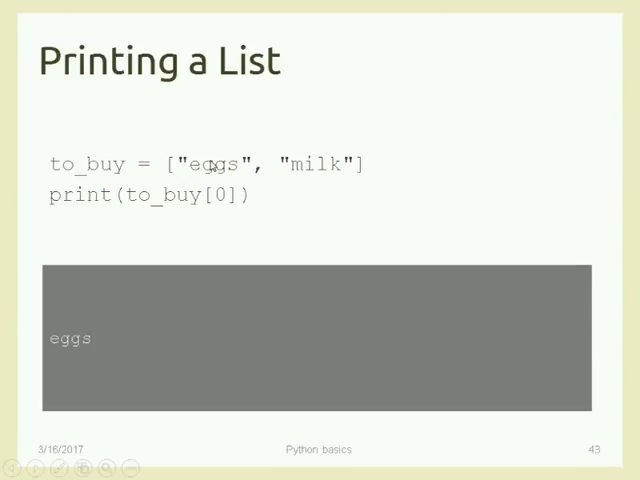 Printing a List
to_buy = ["eggs", "milk"]
print(to_buy[0])
eggs
3/16/2017
Python basics
43